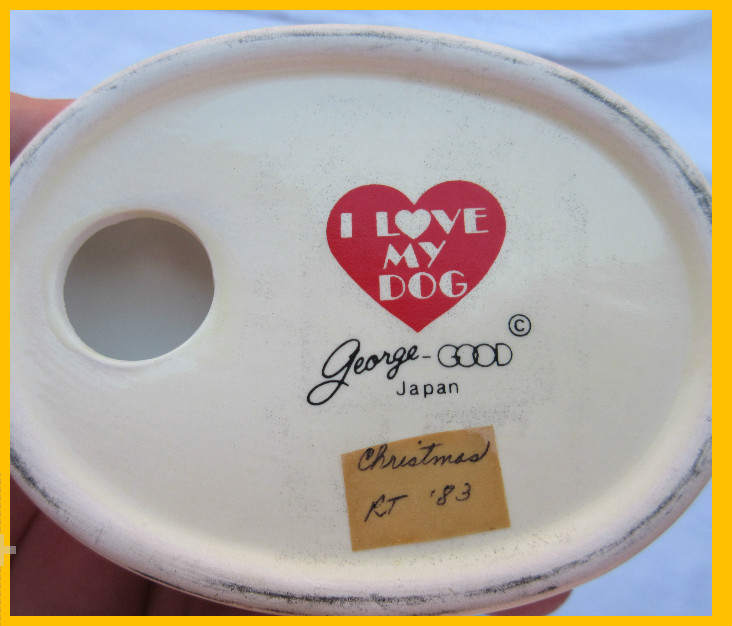 I LOVE
MY
DOG
George-GOOD ©
Japan
Christmas
RT '83